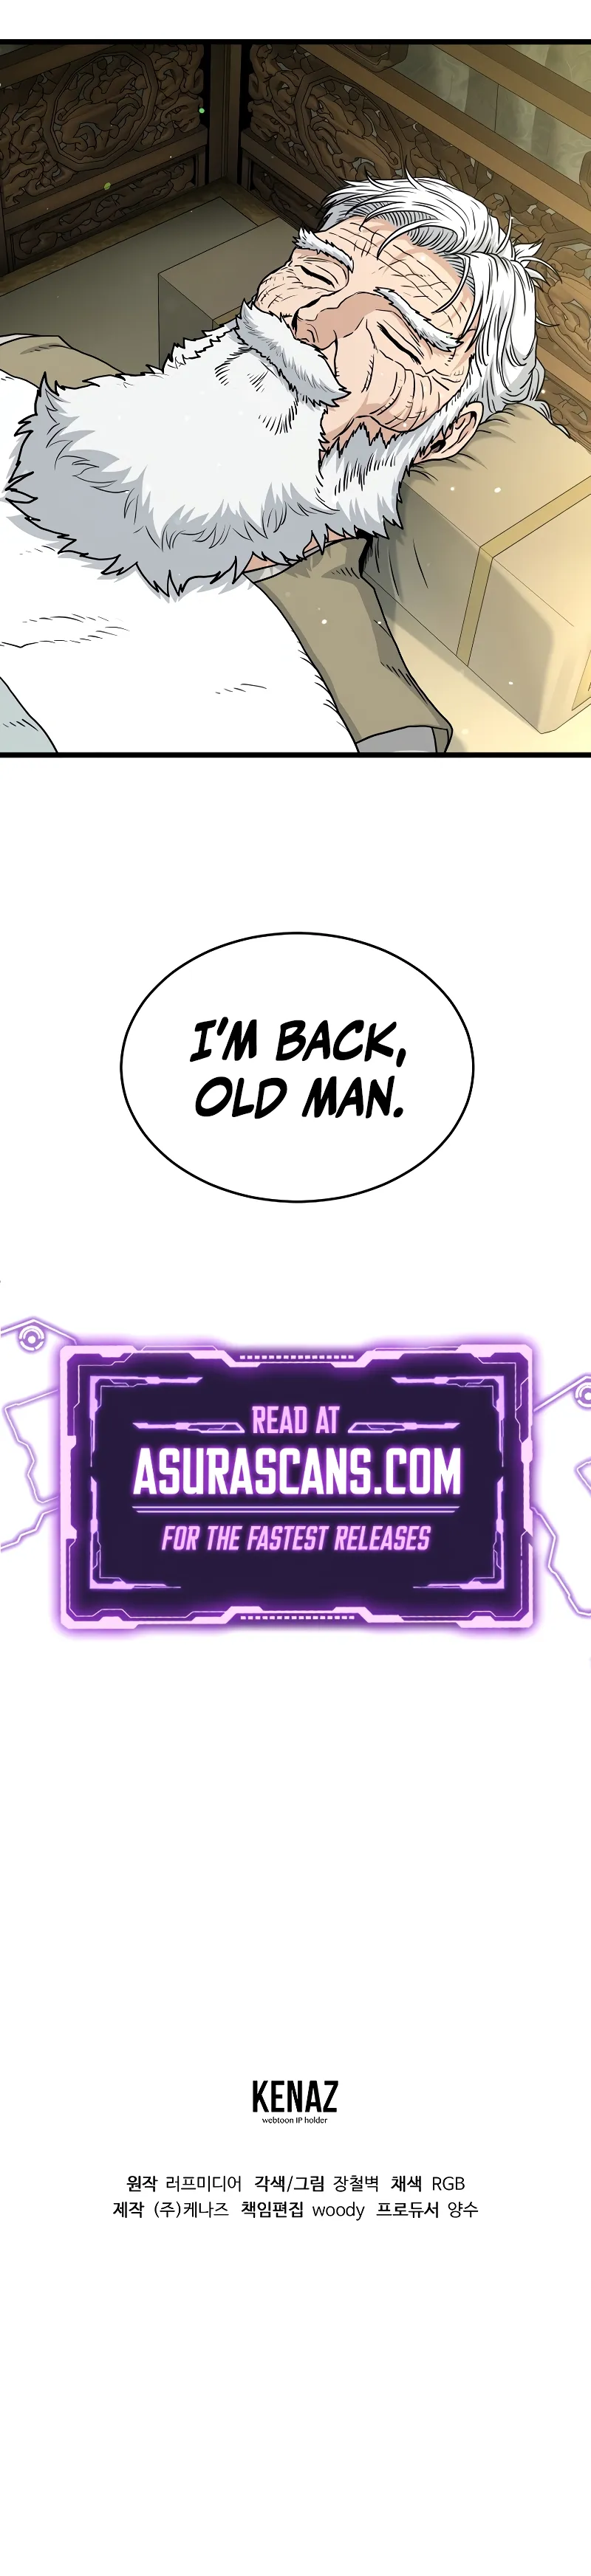 I'M BACK,
OLD MAN.
READ AT
ASURASCANS.COM
FOR THE FASTEST RELEASES
KENAZ
webtoon IP holder
원작 러프미디어 각색/그림 장철벽 채색 RGB
제작 (주)케나즈 책임편집 woody 프로듀서 양수